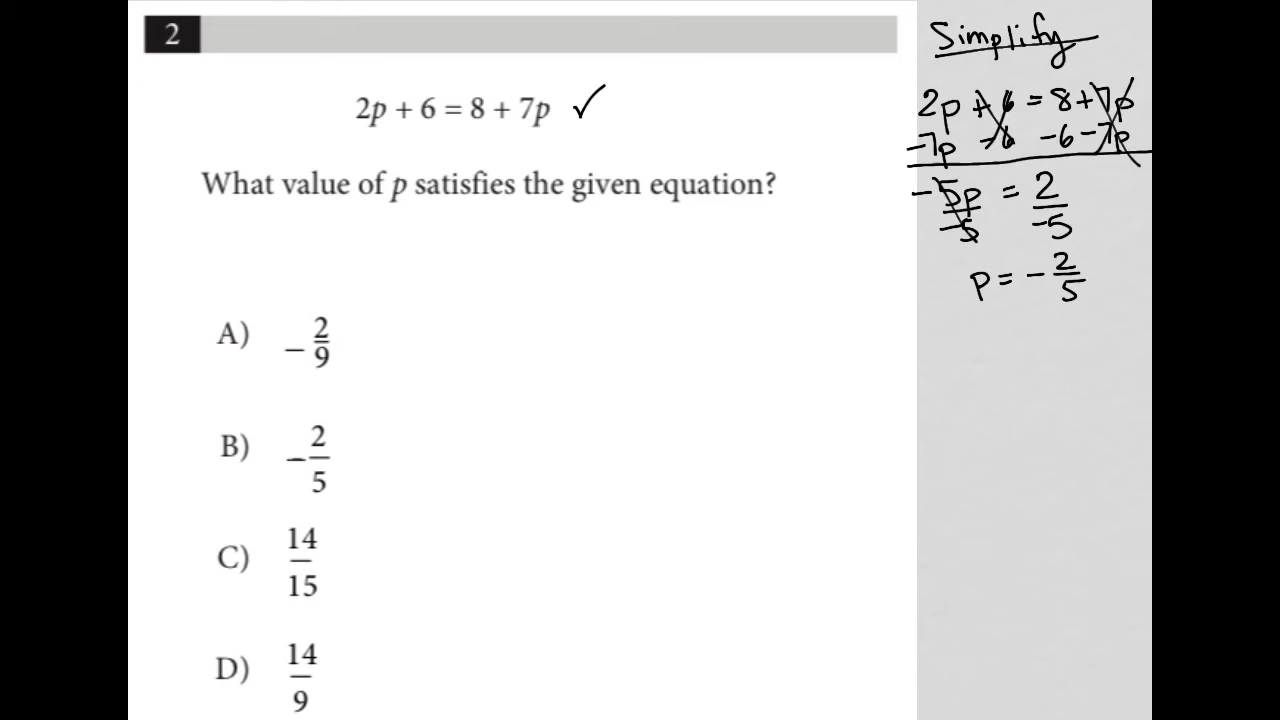 2
2p + 6 = 8 + 7p ✓
What value of p satisfies the given equation?
A) -2/9
B) -2/5
C) 14/15
D) 14/9
Simplify
2p + 6 = 8 + 7p
-7p -6 -6 -7p
-5p/-5 = 2/-5
p = -2/5